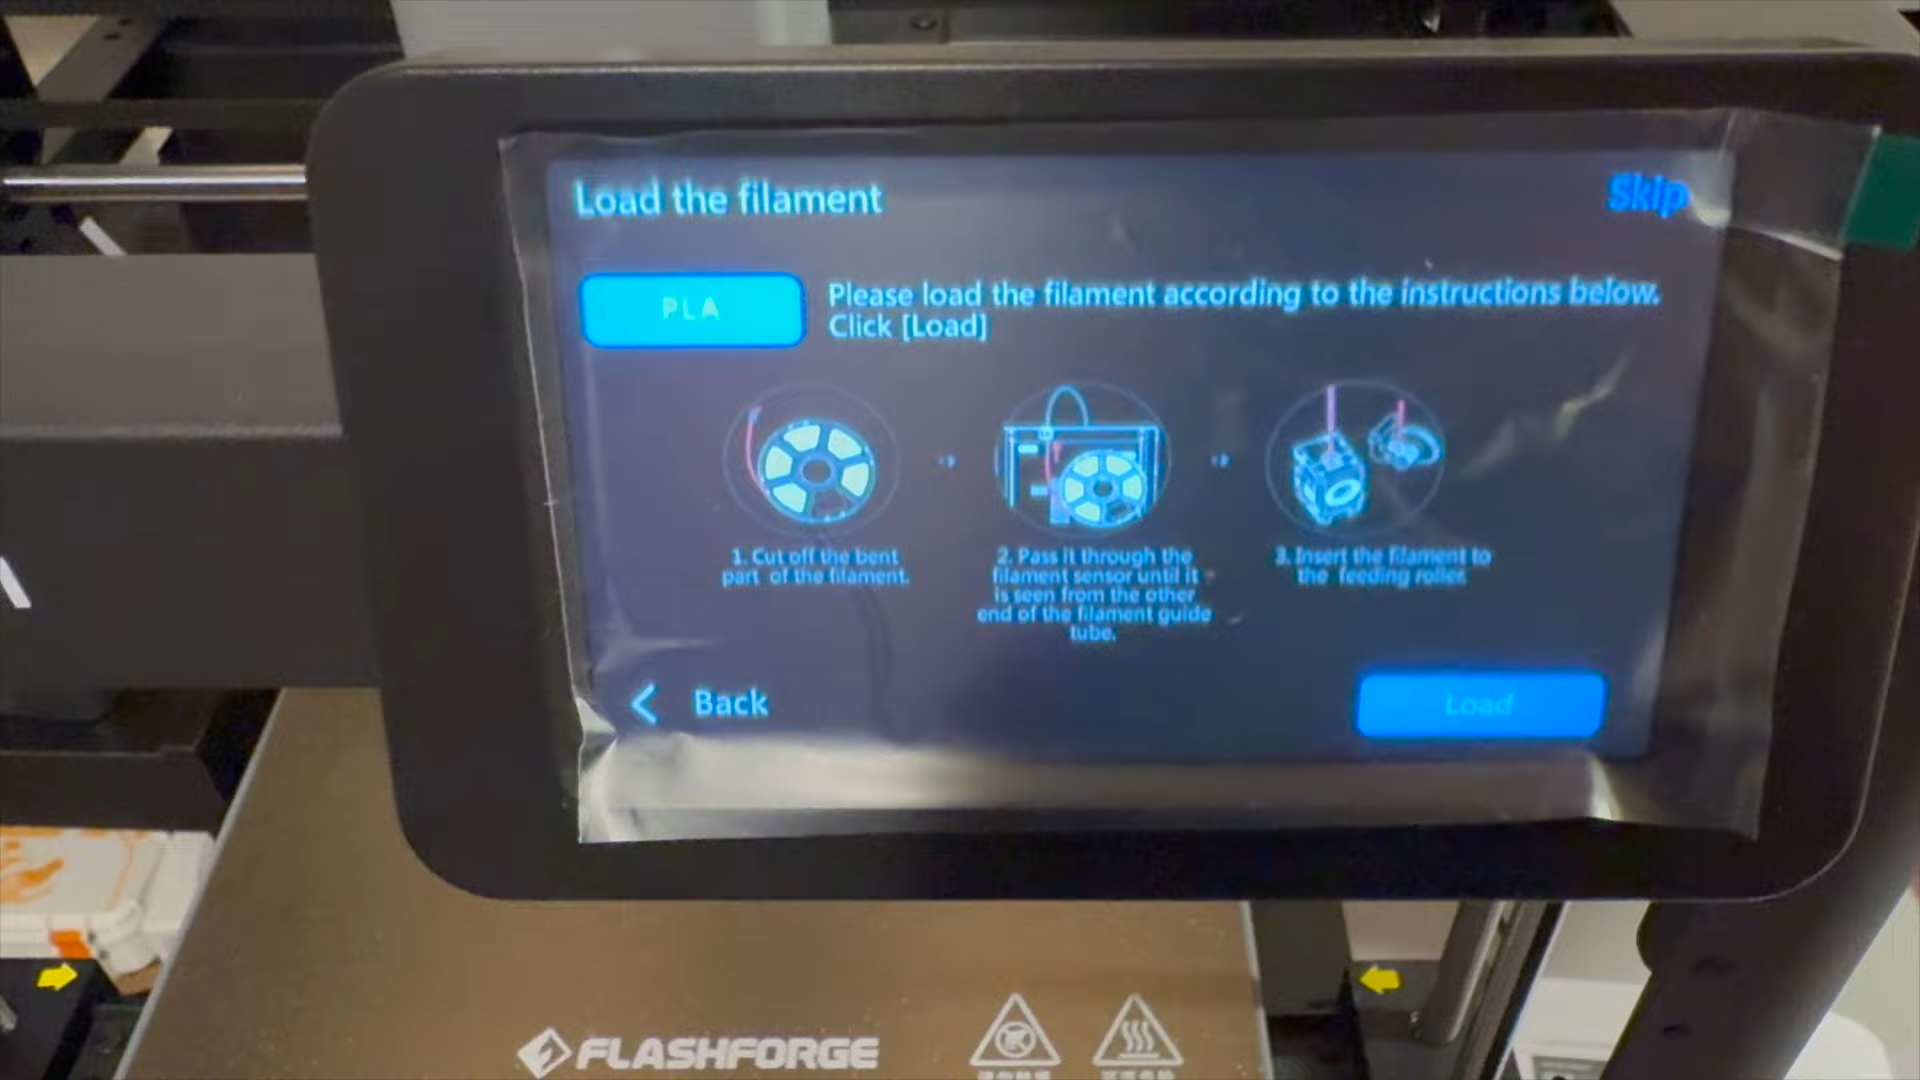 Load the filament
Skip
PLA
Please load the filament according to the instructions below.
Click [Load]
1. Cut off the bent
part of the filament.
2. Pass it through the
filament sensor until it
is seen from the other
end of the filament guide
tube.
3. Insert the filament to
the feeding roller.
Back
Load
FLASHFORGE